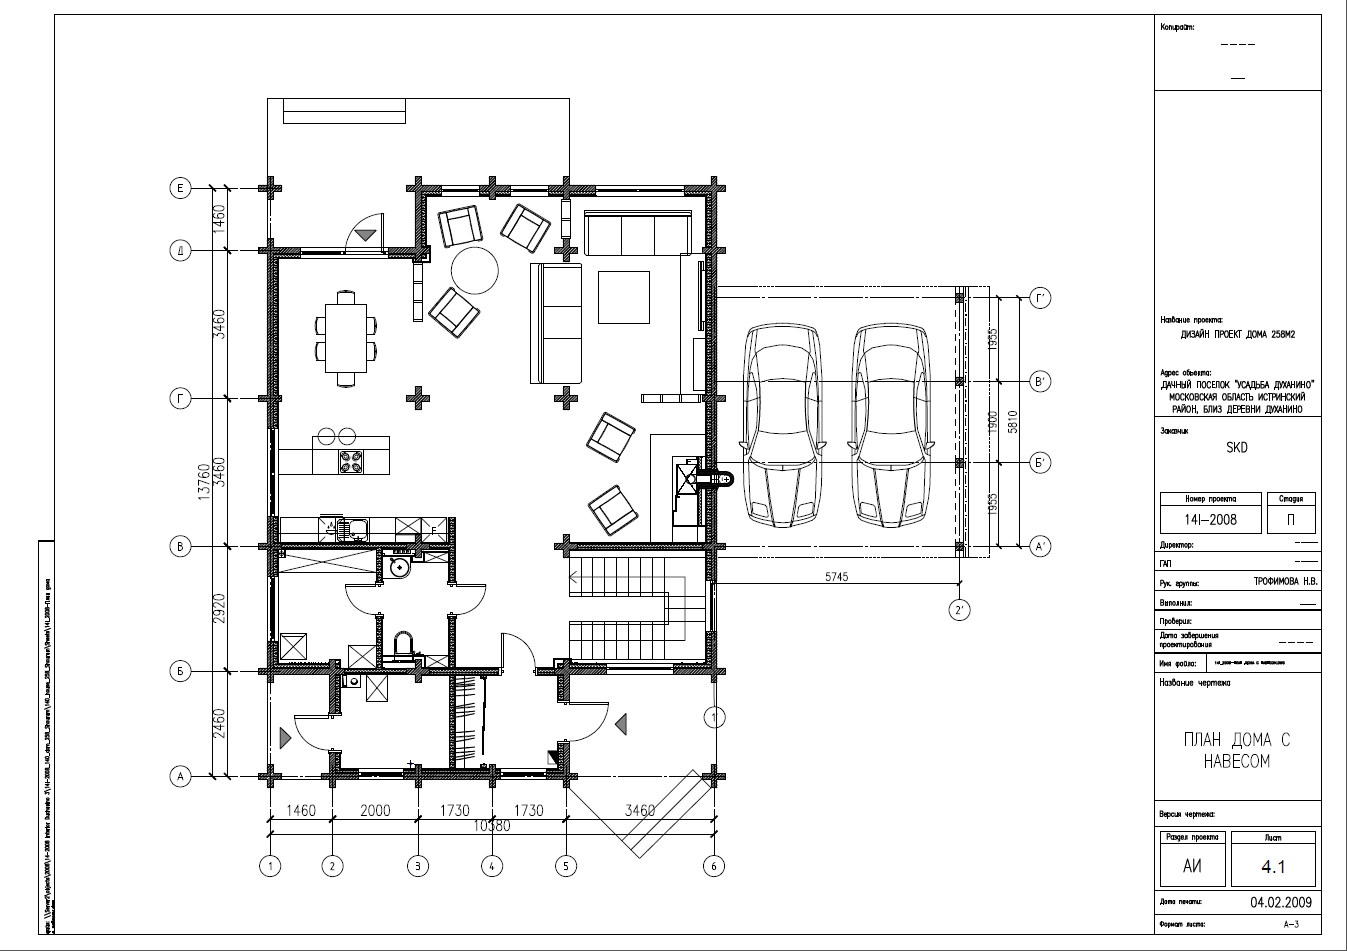 Копирайт:
Название проекта:
ДИЗАЙН ПРОЕКТ ДОМА 258М2
Адрес объекта:
ДАЧНЫЙ ПОСЕЛОК "УСАДЬБА ДУХАНИНО"
МОСКОВСКАЯ ОБЛАСТЬ ИСТРИНСКИЙ
РАЙОН, БЛИЗ ДЕРЕВНИ ДУХАНИНО
Заказчик
SKD
Номер проекта
Стадия
14I-2008
П
Директор:
ГАП
Рук. группы:
ТРОФИМОВА Н.В.
Выполнил:
Проверил:
Дата завершения
проектирования
Имя файла:
Название чертежа
ПЛАН ДОМА С
НАВЕСОМ
Версия чертежа:
Раздел проекта
Лист
АИ
4.1
Дата печати:
04.02.2009
Формат листа:
А-3
Е
Д
Г
В
Б
А
1460
3460
3460
2920
2460
13760
1460
2000
1730
1730
3460
10380
1
2
3
4
5
6
1
F
Г'
В'
Б'
А'
1955
1900
1955
5810
5745
2'